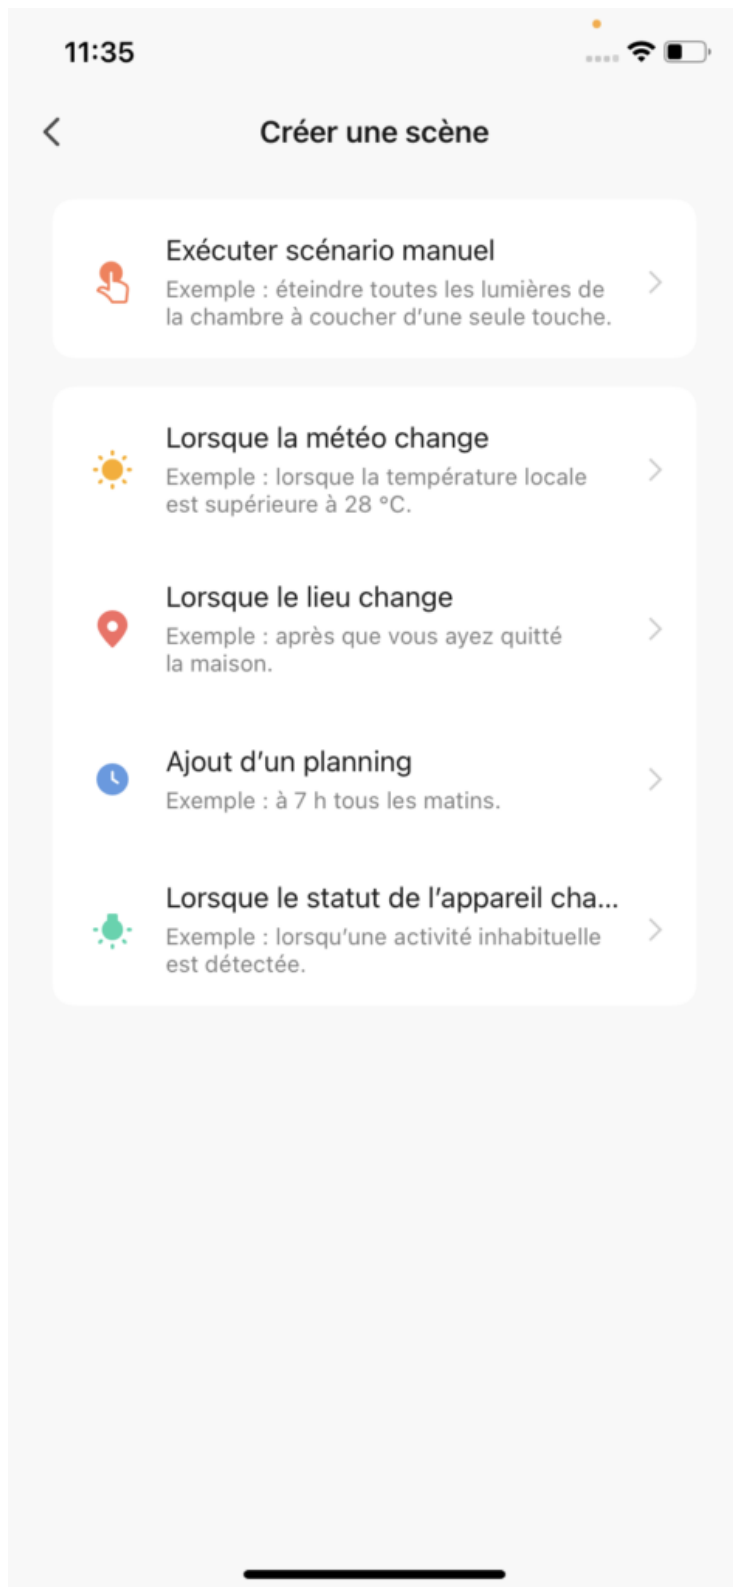 11:35
Créer une scène
Exécuter scénario manuel
Exemple : éteindre toutes les lumières de
la chambre à coucher d’une seule touche.
Lorsque la météo change
Exemple : lorsque la température locale
est supérieure à 28 °C.
Lorsque le lieu change
Exemple : après que vous ayez quitté
la maison.
Ajout d’un planning
Exemple : à 7 h tous les matins.
Lorsque le statut de l’appareil cha...
Exemple : lorsqu’une activité inhabituelle
est détectée.